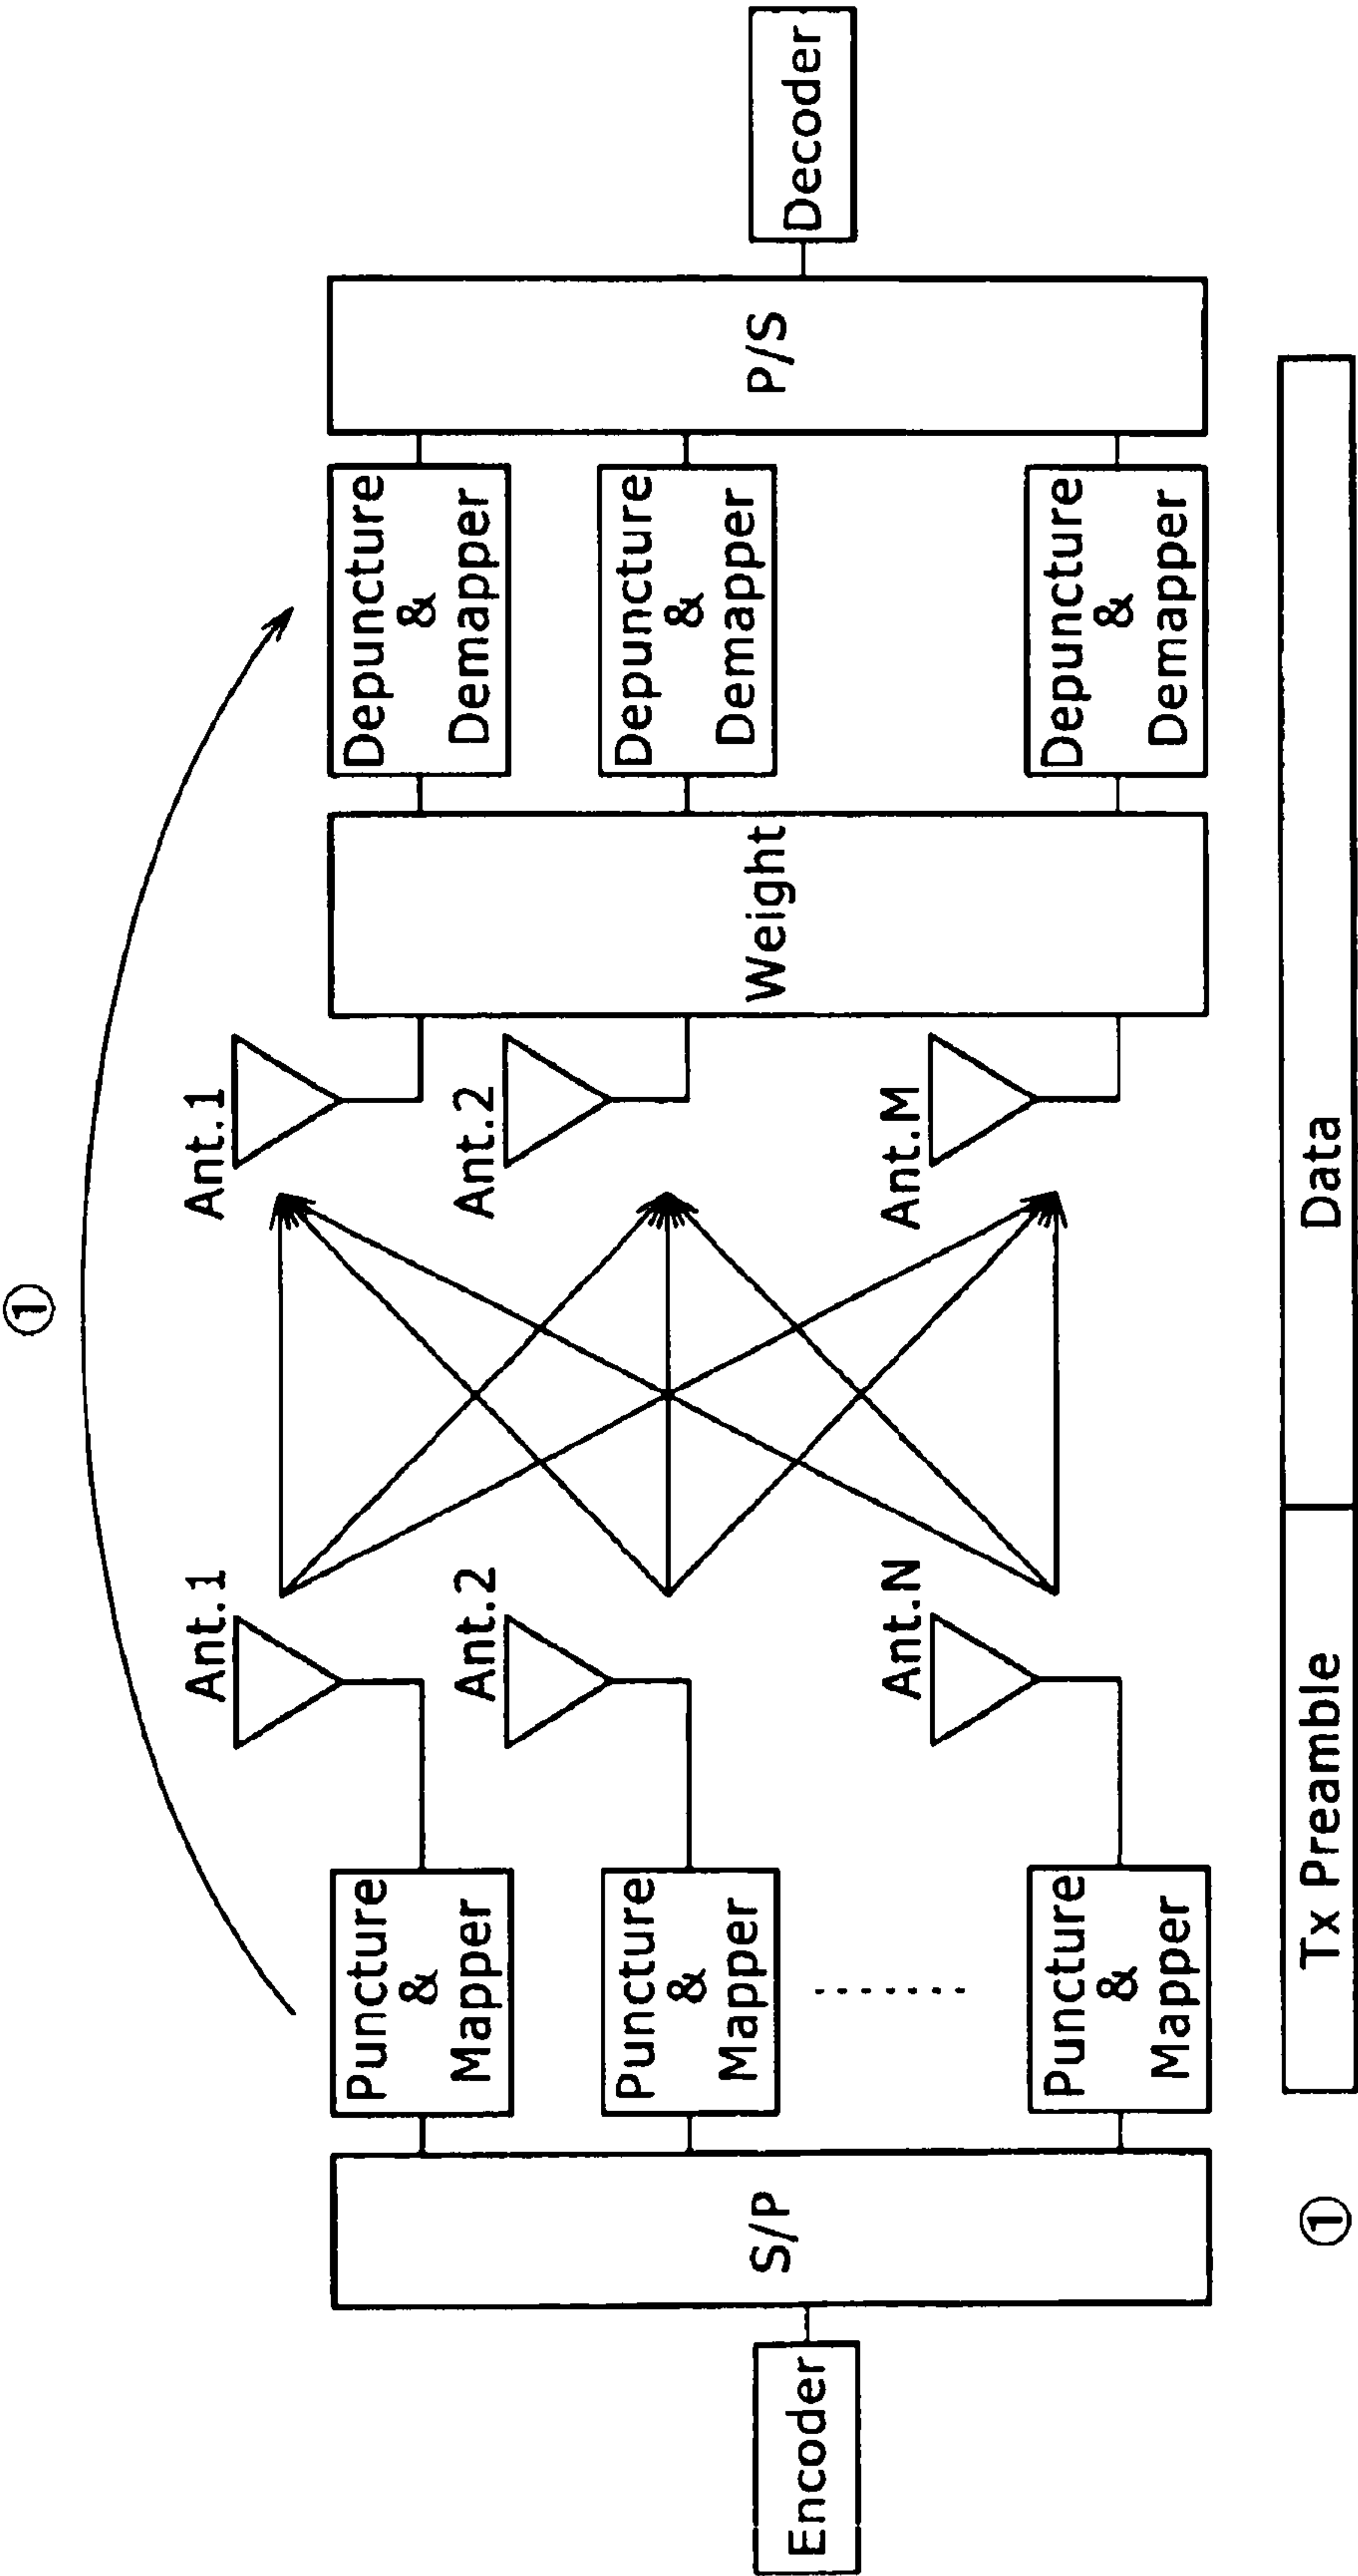 ①
Encoder
S/P
Puncture
&
Mapper
Puncture
&
Mapper
Puncture
&
Mapper
Ant.1
Ant.2
Ant.N
Ant.1
Ant.2
Ant.M
Weight
Depuncture
&
Demapper
Depuncture
&
Demapper
Depuncture
&
Demapper
P/S
Decoder
①
Tx Preamble
Data